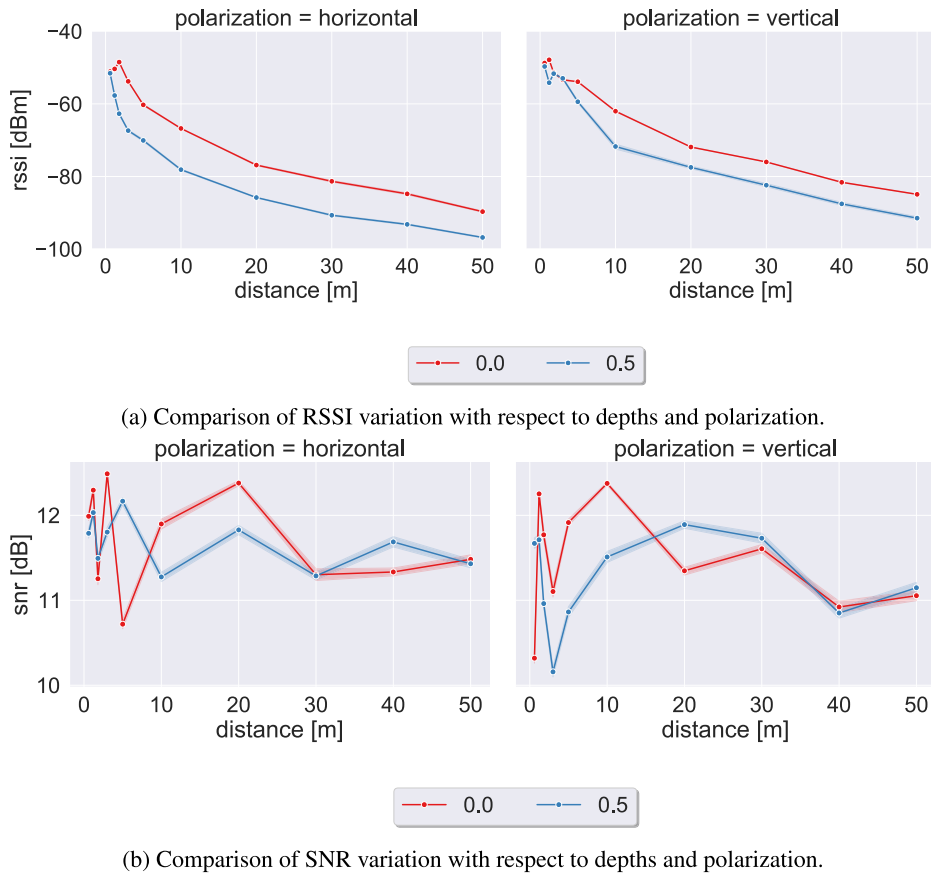 polarization = horizontal polarization = vertical
−40
−60
−80
−100
rssi [dBm]
0 10 20 30 40 50 0 10 20 30 40 50
distance [m] distance [m]
0.0 0.5
(a) Comparison of RSSI variation with respect to depths and polarization.
polarization = horizontal polarization = vertical
12
11
10
snr [dB]
0 10 20 30 40 50 0 10 20 30 40 50
distance [m] distance [m]
0.0 0.5
(b) Comparison of SNR variation with respect to depths and polarization.